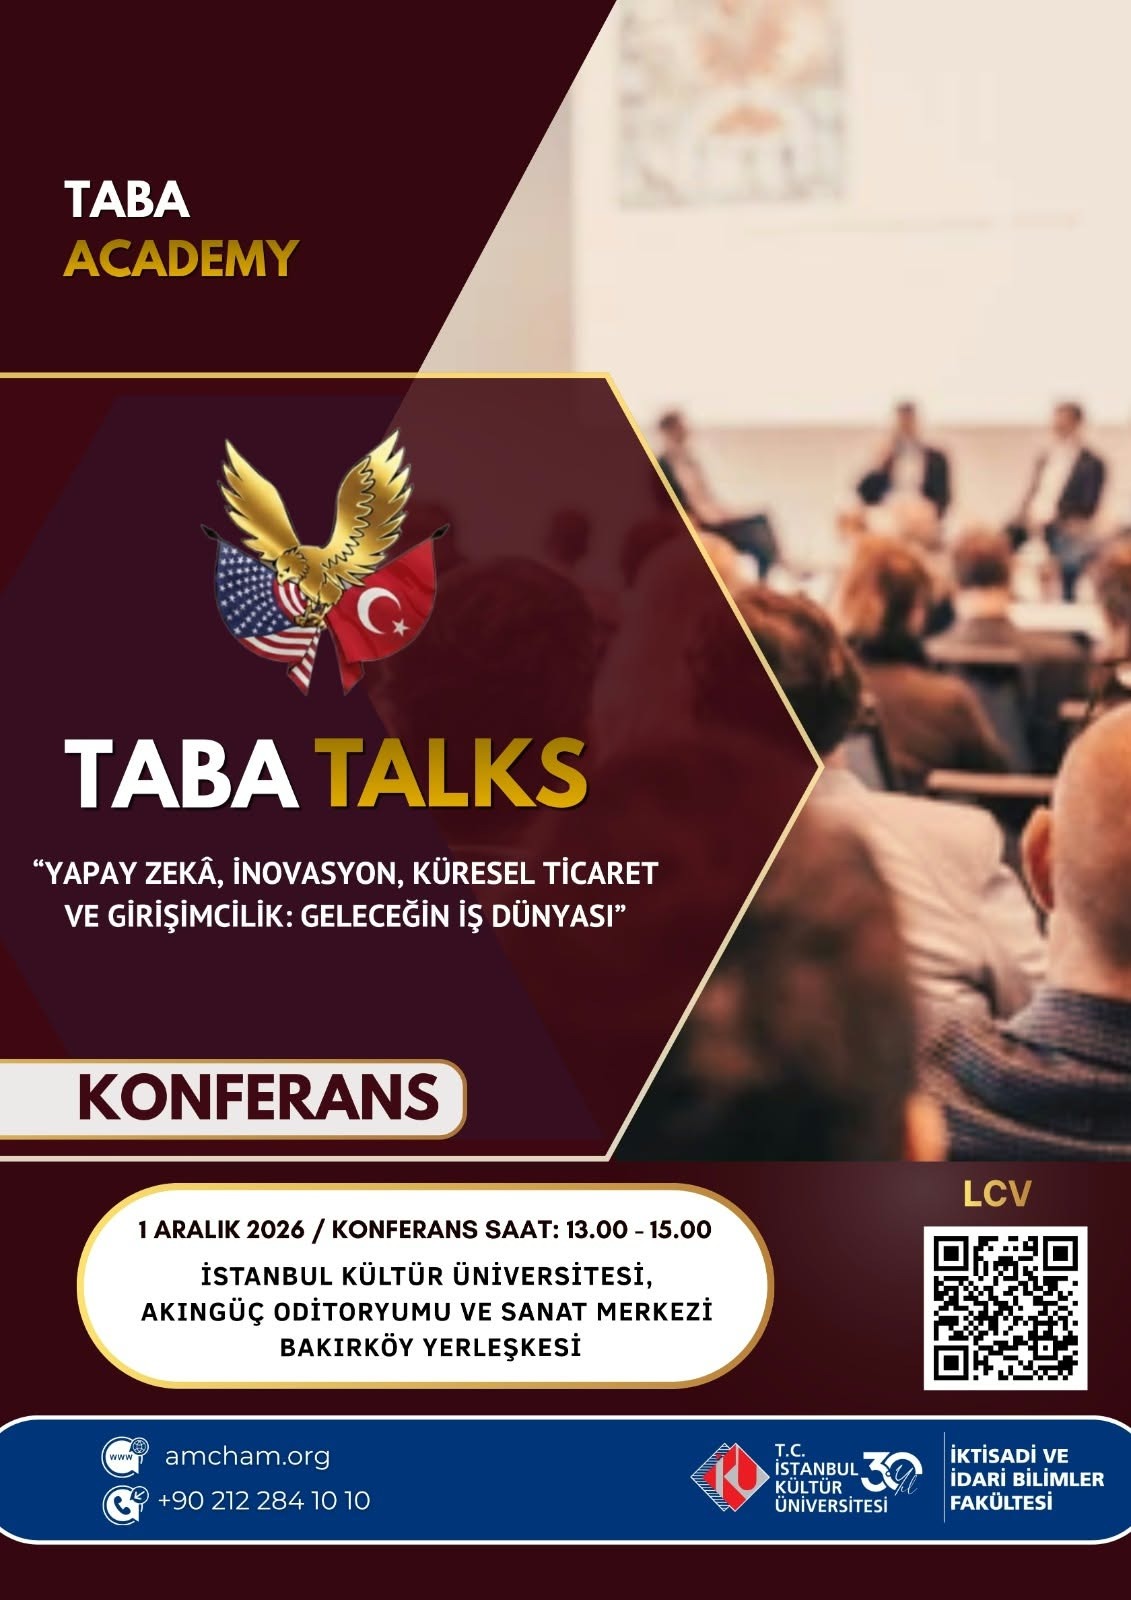 TABA
ACADEMY
TABA TALKS
“YAPAY ZEKÂ, İNOVASYON, KÜRESEL TİCARET
VE GİRİŞİMCİLİK: GELECEĞİN İŞ DÜNYASI”
KONFERANS
1 ARALIK 2026 / KONFERANS SAAT: 13.00 - 15.00
İSTANBUL KÜLTÜR ÜNİVERSİTESİ,
AKINGÜÇ ODİTORYUMU VE SANAT MERKEZİ
BAKIRKÖY YERLEŞKESİ
LCV
www
amcham.org
+90 212 284 10 10
T.C.
İSTANBUL
KÜLTÜR
ÜNİVERSİTESİ
30 Yıl
İKTİSADİ VE
İDARİ BİLİMLER
FAKÜLTESİ